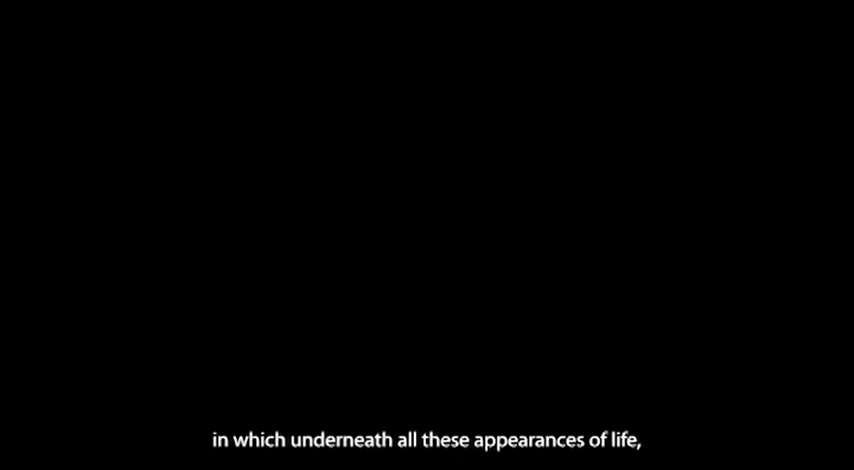 in which underneath all these appearances of life,